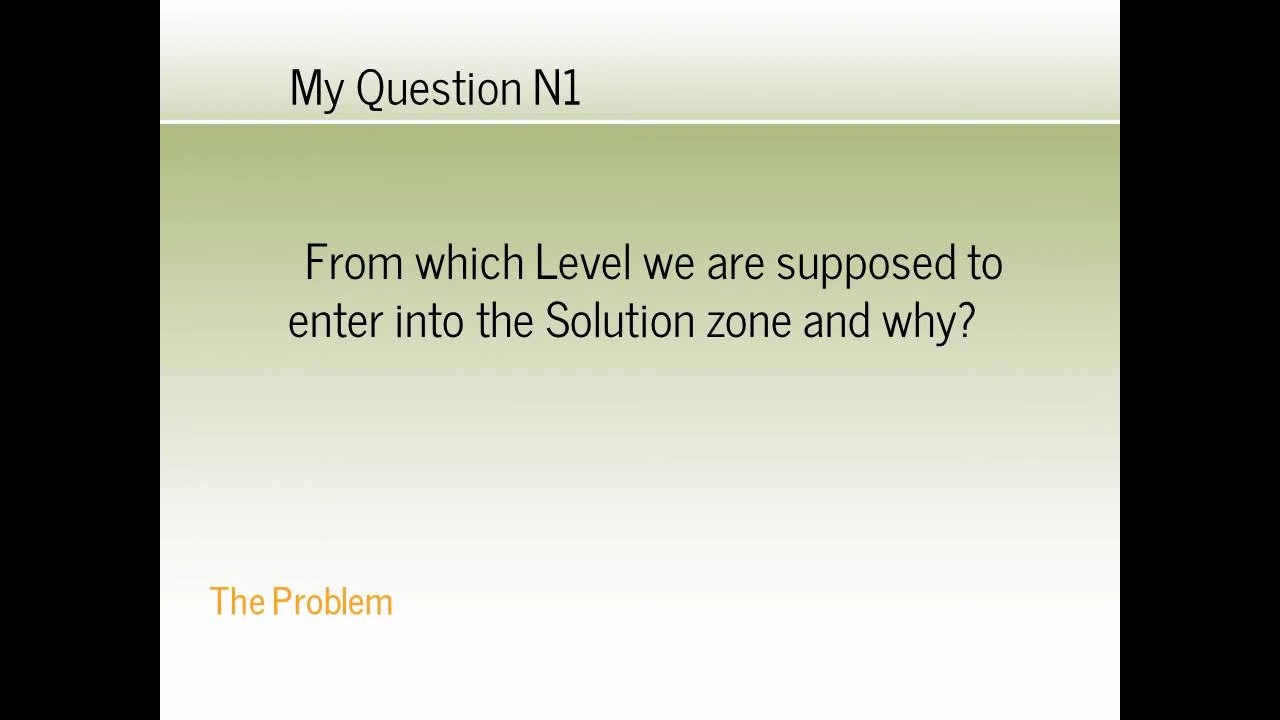 My Question N1
From which Level we are supposed to
enter into the Solution zone and why?
The Problem